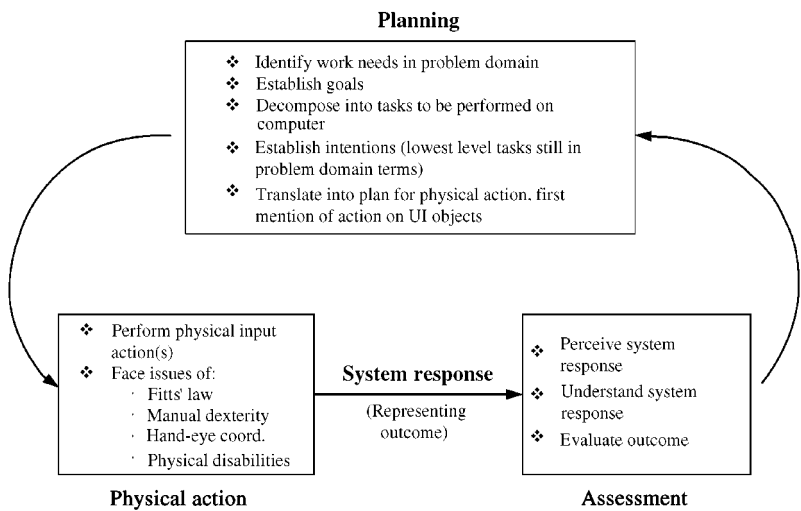 Planning
❖ Identify work needs in problem domain
❖ Establish goals
❖ Decompose into tasks to be performed on
computer
❖ Establish intentions (lowest level tasks still in
problem domain terms)
❖ Translate into plan for physical action, first
mention of action on UI objects
❖ Perform physical input
action(s)
❖ Face issues of:
· Fitts' law
· Manual dexterity
· Hand-eye coord.
· Physical disabilities
Physical action
System response
(Representing
outcome)
❖ Perceive system
response
❖ Understand system
response
❖ Evaluate outcome
Assessment